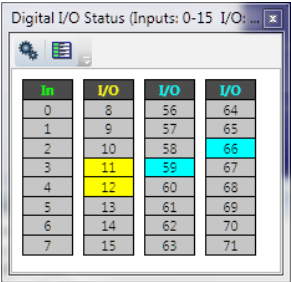 Digital I/O Status (Inputs: 0-15 I/O: ...
In I/O I/O I/O
0 8 56 64
1 9 57 65
2 10 58 66
3 11 59 67
4 12 60 68
5 13 61 69
6 14 62 70
7 15 63 71